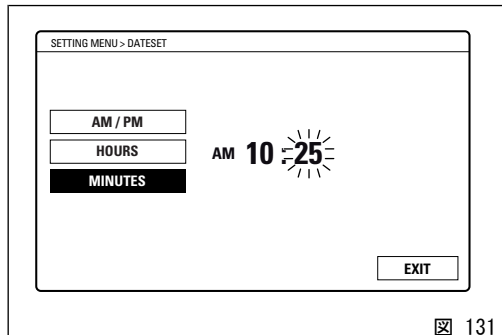 SETTING MENU > DATESET
AM / PM
HOURS
MINUTES
AM 10 : 25
EXIT
図 131